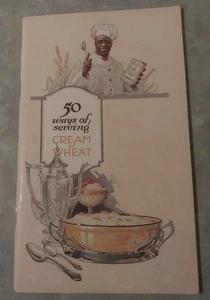 50
ways of
serving
CREAM
of
WHEAT